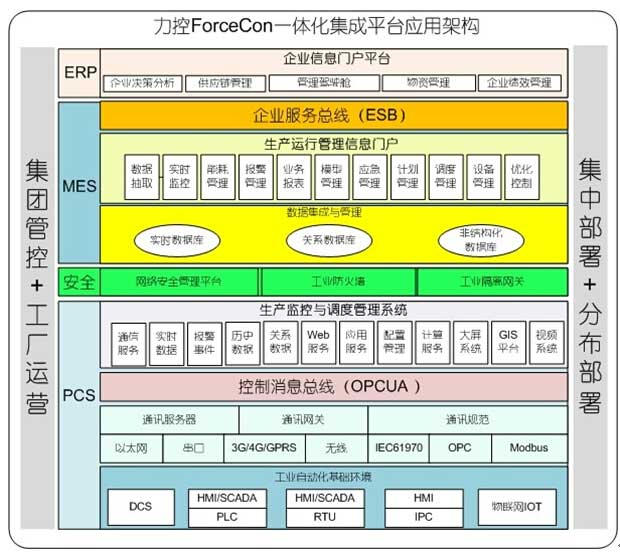 力控ForceCon一体化集成平台应用架构
集团管控+工厂运营
ERP
企业信息门户平台
企业决策分析 供应链管理 管理驾驶舱 物资管理 企业绩效管理
MES
企业服务总线（ESB）
生产运行管理信息门户
数据抽取 实时监控 能耗管理 报警管理 业务报表 模型管理 应急管理 计划管理 调度管理 设备管理 优化控制
数据集成与管理
实时数据库 关系数据库 非结构化数据库
安全
网络安全管理平台 工业防火墙 工业隔离网关
PCS
生产监控与调度管理系统
通信服务 实时数据 报警事件 历史数据 关系数据 Web服务 应用服务 配置管理 计算服务 大屏系统 GIS平台 视频系统
控制消息总线（OPCUA ）
通讯服务器 通讯网关 通讯规范
以太网 串口 3G/4G/GPRS 无线 IEC61970 OPC Modbus
工业自动化基础环境
DCS
HMI/SCADA HMI/SCADA HMI
PLC RTU IPC
物联网IOT
集中部署+分布部署